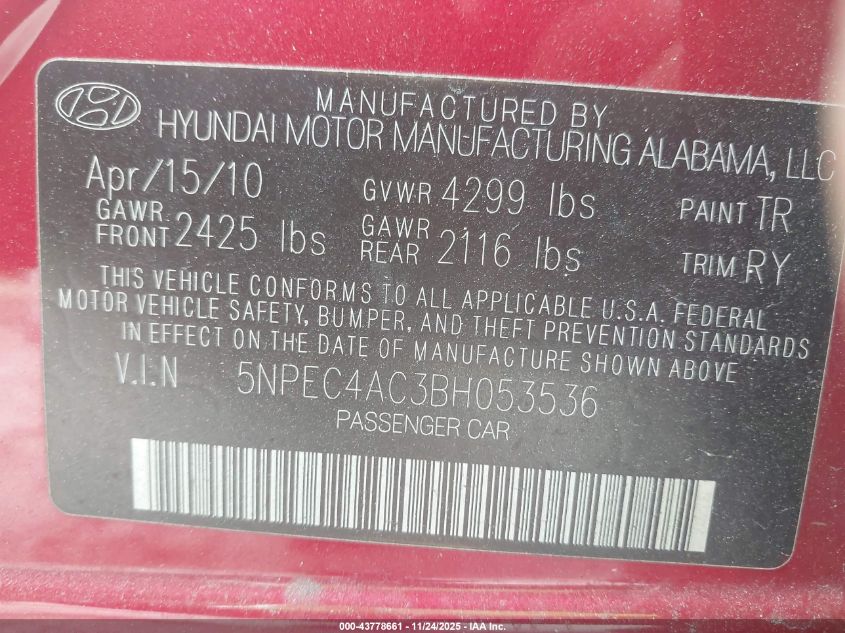 MANUFACTURED BY
HYUNDAI MOTOR MANUFACTURING ALABAMA, LLC
Apr/15/10 GVWR 4299 lbs PAINT TR
GAWR FRONT 2425 lbs GAWR REAR 2116 lbs TRIM RY
THIS VEHICLE CONFORMS TO ALL APPLICABLE U.S.A. FEDERAL
MOTOR VEHICLE SAFETY, BUMPER, AND THEFT PREVENTION STANDARDS
IN EFFECT ON THE DATE OF MANUFACTURE SHOWN ABOVE
V.I.N 5NPEC4AC3BH053536
PASSENGER CAR
000-43778661 - 11/24/2025 - IAA Inc.